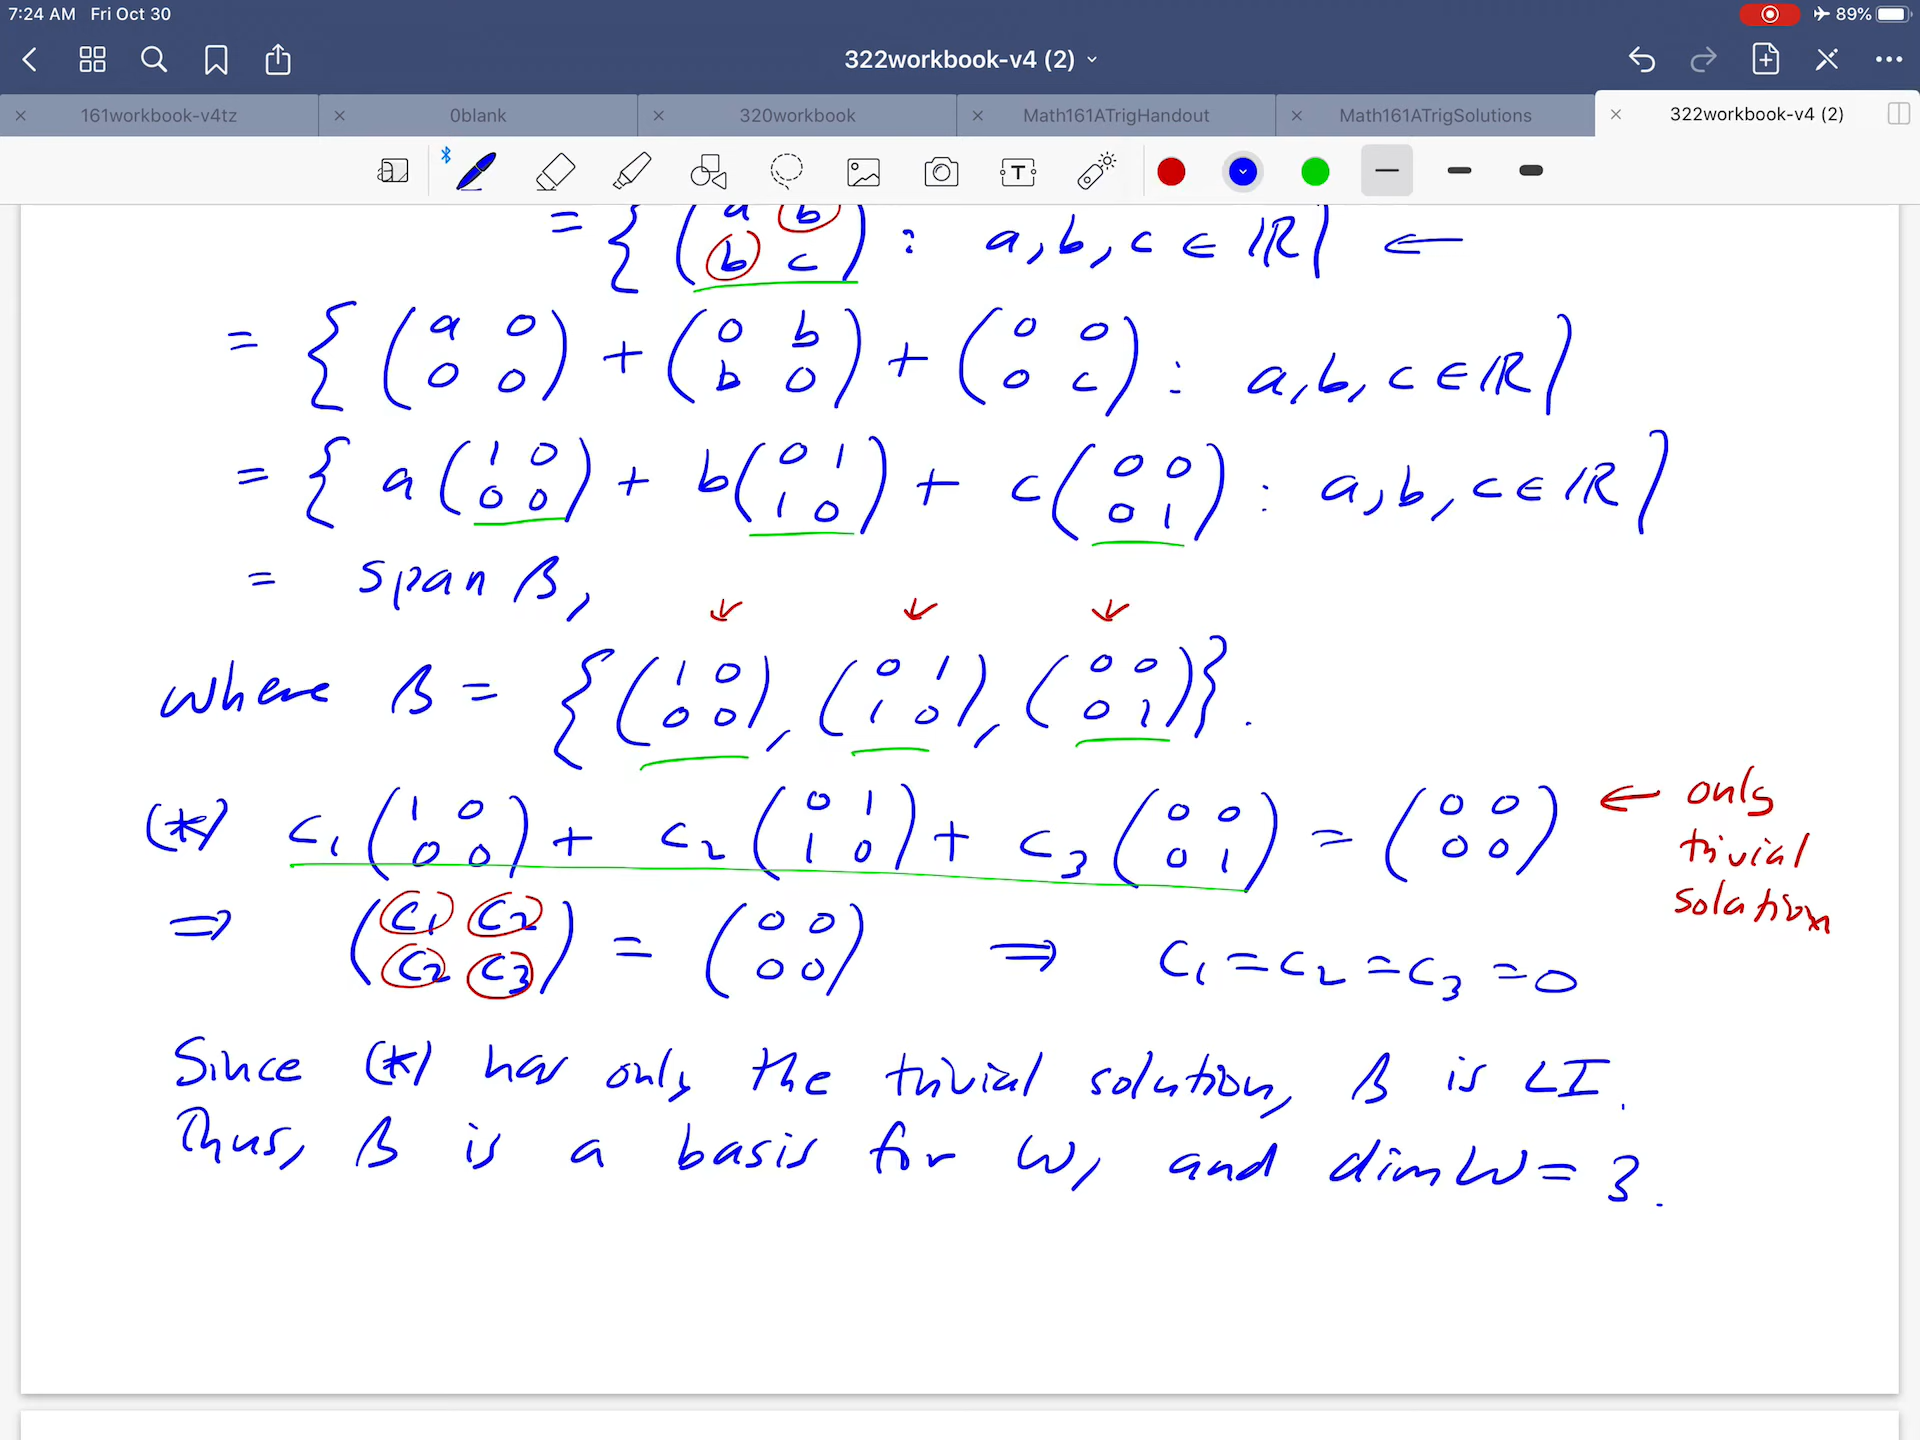 7:24 AM Fri Oct 30
89%
322workbook-v4 (2)
161workbook-v4tz
0blank
320workbook
Math161ATrigHandout
Math161ATrigSolutions
322workbook-v4 (2)
T
= { ( a b
b c ) : a, b, c ∈ ℝ } ←
= { ( a 0
0 0 ) + ( 0 b
b 0 ) + ( 0 0
0 c ) : a, b, c ∈ ℝ }
= { a ( 1 0
0 0 ) + b ( 0 1
1 0 ) + c ( 0 0
0 1 ) : a, b, c ∈ ℝ }
= span B,
↓ ↓ ↓
where B = { ( 1 0
0 0 ), ( 0 1
1 0 ), ( 0 0
0 1 ) }.
(*) c₁ ( 1 0
0 0 ) + c₂ ( 0 1
1 0 ) + c₃ ( 0 0
0 1 ) = ( 0 0
0 0 ) ← only
trivial
solution
⇒ ( c₁ c₂
c₂ c₃ ) = ( 0 0
0 0 ) ⇒ c₁ = c₂ = c₃ = 0
Since (*) has only the trivial solution, B is LI.
Thus, B is a basis for W, and dim W = 3.